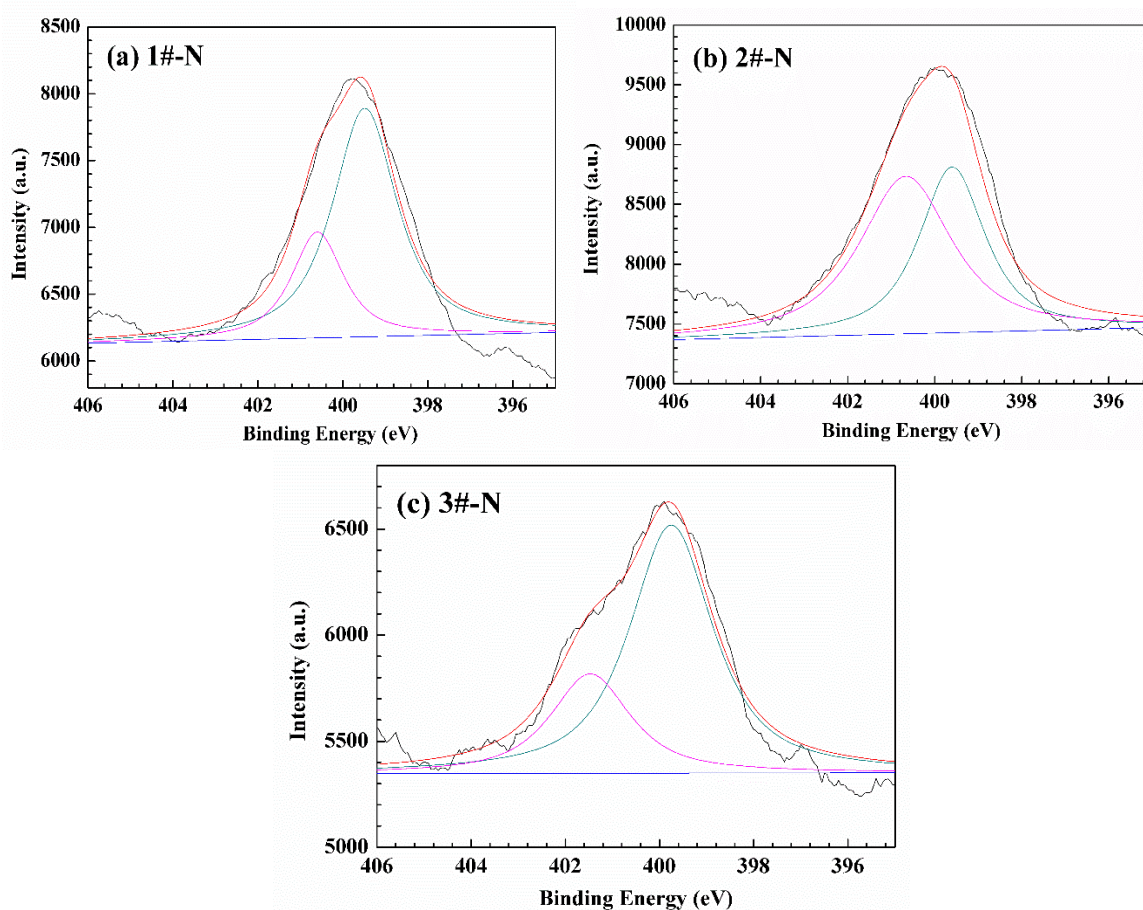 (a) 1#-N
8500
8000
7500
7000
6500
6000
Intensity (a.u.)
406 404 402 400 398 396
Binding Energy (eV)
(b) 2#-N
10000
9500
9000
8500
8000
7500
7000
Intensity (a.u.)
406 404 402 400 398 396
Binding Energy (eV)
(c) 3#-N
6500
6000
5500
5000
Intensity (a.u.)
406 404 402 400 398 396
Binding Energy (eV)